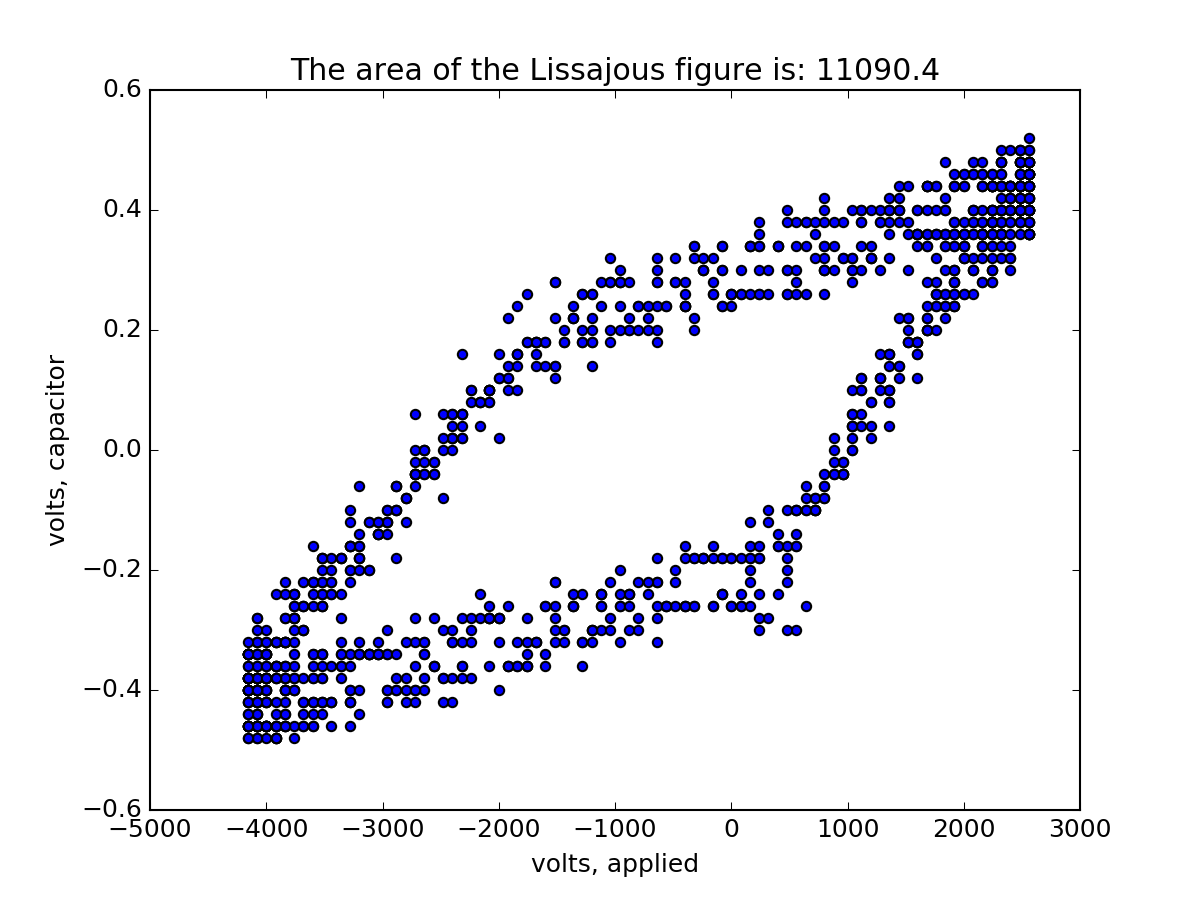 The area of the Lissajous figure is: 11090.4
0.6
0.4
0.2
0.0
−0.2
−0.4
−0.6
−5000 −4000 −3000 −2000 −1000 0 1000 2000 3000
volts, applied
volts, capacitor